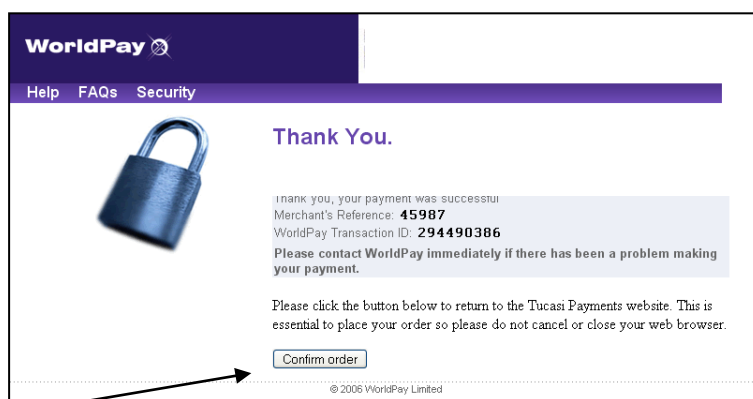 WorldPay
Help FAQs Security
Thank You.
Thank you, your payment was successful
Merchant's Reference: 45987
WorldPay Transaction ID: 294490386
Please contact WorldPay immediately if there has been a problem making
your payment.
Please click the button below to return to the Tucasi Payments website. This is
essential to place your order so please do not cancel or close your web browser.
Confirm order
© 2006 WorldPay Limited